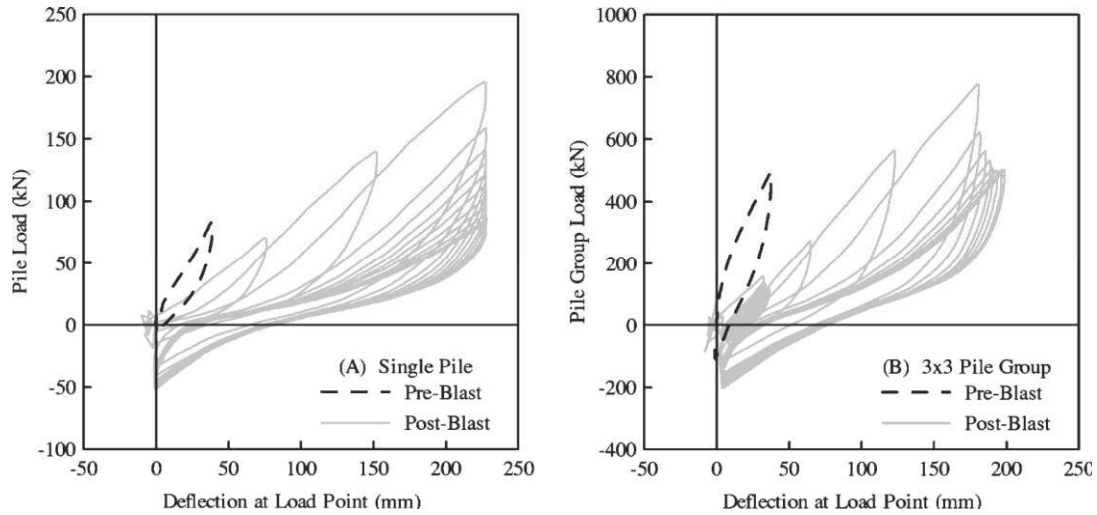 250
200
150
100
50
0
-50
-100
Pile Load (kN)
-50 0 50 100 150 200 250
Deflection at Load Point (mm)
(A) Single Pile
Pre-Blast
Post-Blast
1000
800
600
400
200
0
-200
-400
Pile Group Load (kN)
-50 0 50 100 150 200 250
Deflection at Load Point (mm)
(B) 3x3 Pile Group
Pre-Blast
Post-Blast